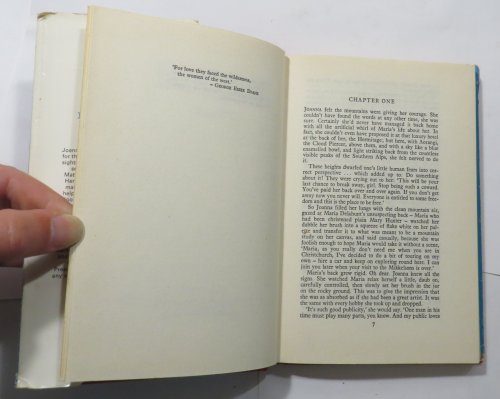 'For love they faced the wilderness,
the women of the west.'
– George Essex Evans
Joann
for th
sight
Mat
Her
CHAPTER ONE
Joanna felt the mountains were giving her courage. She
couldn't have found the words at any other time, she was
sure. Certainly she'd never have managed it back home
with all the artificial whirl of Maria's life about her. In
fact, she couldn't even have proposed it at that luxury hotel
below there, the Hermitage, but here, with Aorangi,
the Cloud Piercer, above them, and with a sky like a blue
enamelled bowl, and light striking back from the countless
visible peaks of the Southern Alps, she felt moved to do
it.
These heights dwarfed one's little human fears into correct
perspective . . . which added up to: Do something
about it! They were crying out to her: 'This will be your
last chance to break away, girl. Stop being such a coward.
You've paid her back over and over again. If you don't get
away now you never will. Everyone is entitled to some freedom
and this is the place to be free.'
So Joanna filled her lungs with the clean mountain air,
gazed at Maria Delahunt's unsuspecting back – Maria who
had been christened plain Mary Hunter – watched her
dabble her brush into a squeeze of flake white on her palette
and transfer it to what was meant to be a mountain
study on her canvas, and said casually, because she was
foolish enough to hope Maria would take it without a scene,
'Maria, as you really don't need me when you are in
Christchurch, I've decided to do a bit of touring on my
own – hire a car and keep on exploring round here. I can
join you later when your visit to the Mikkelsens is over.'
Maria's back grew rigid. Oh dear. Joanna knew all the
signs. She watched Maria relax herself a little, daub on,
carefully controlled, then slowly set her brush in the jar
on the rocky ground. This was to give the impression that
she was as absorbed as if she had been a great artist. It was
the same with every hobby she took up and dropped.
'It's such good publicity,' she would say. 'One man in his
time must play many parts, you know. And my public loves
7